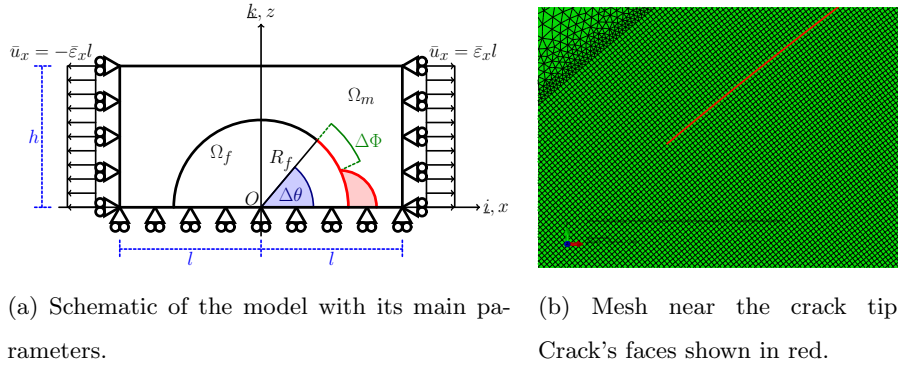 k, z
ū_x = −ε̄_x l
ū_x = ε̄_x l
Ω_m
h
Ω_f
R_f
ΔΦ
Δθ
O
i, x
l
l
(a) Schematic of the model with its main pa-
rameters.
(b) Mesh near the crack tip
Crack's faces shown in red.